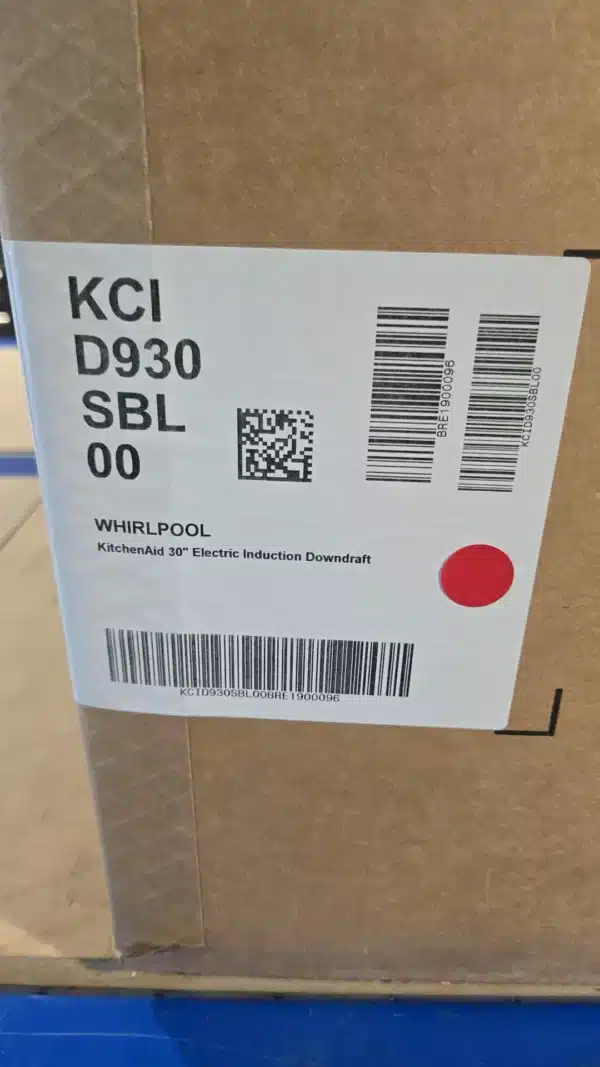 KCI
D930
SBL
00
BRE1900096
KCID930SBL00
WHIRLPOOL
KitchenAid 30" Electric Induction Downdraft
KCID930SBL00BRE1900096